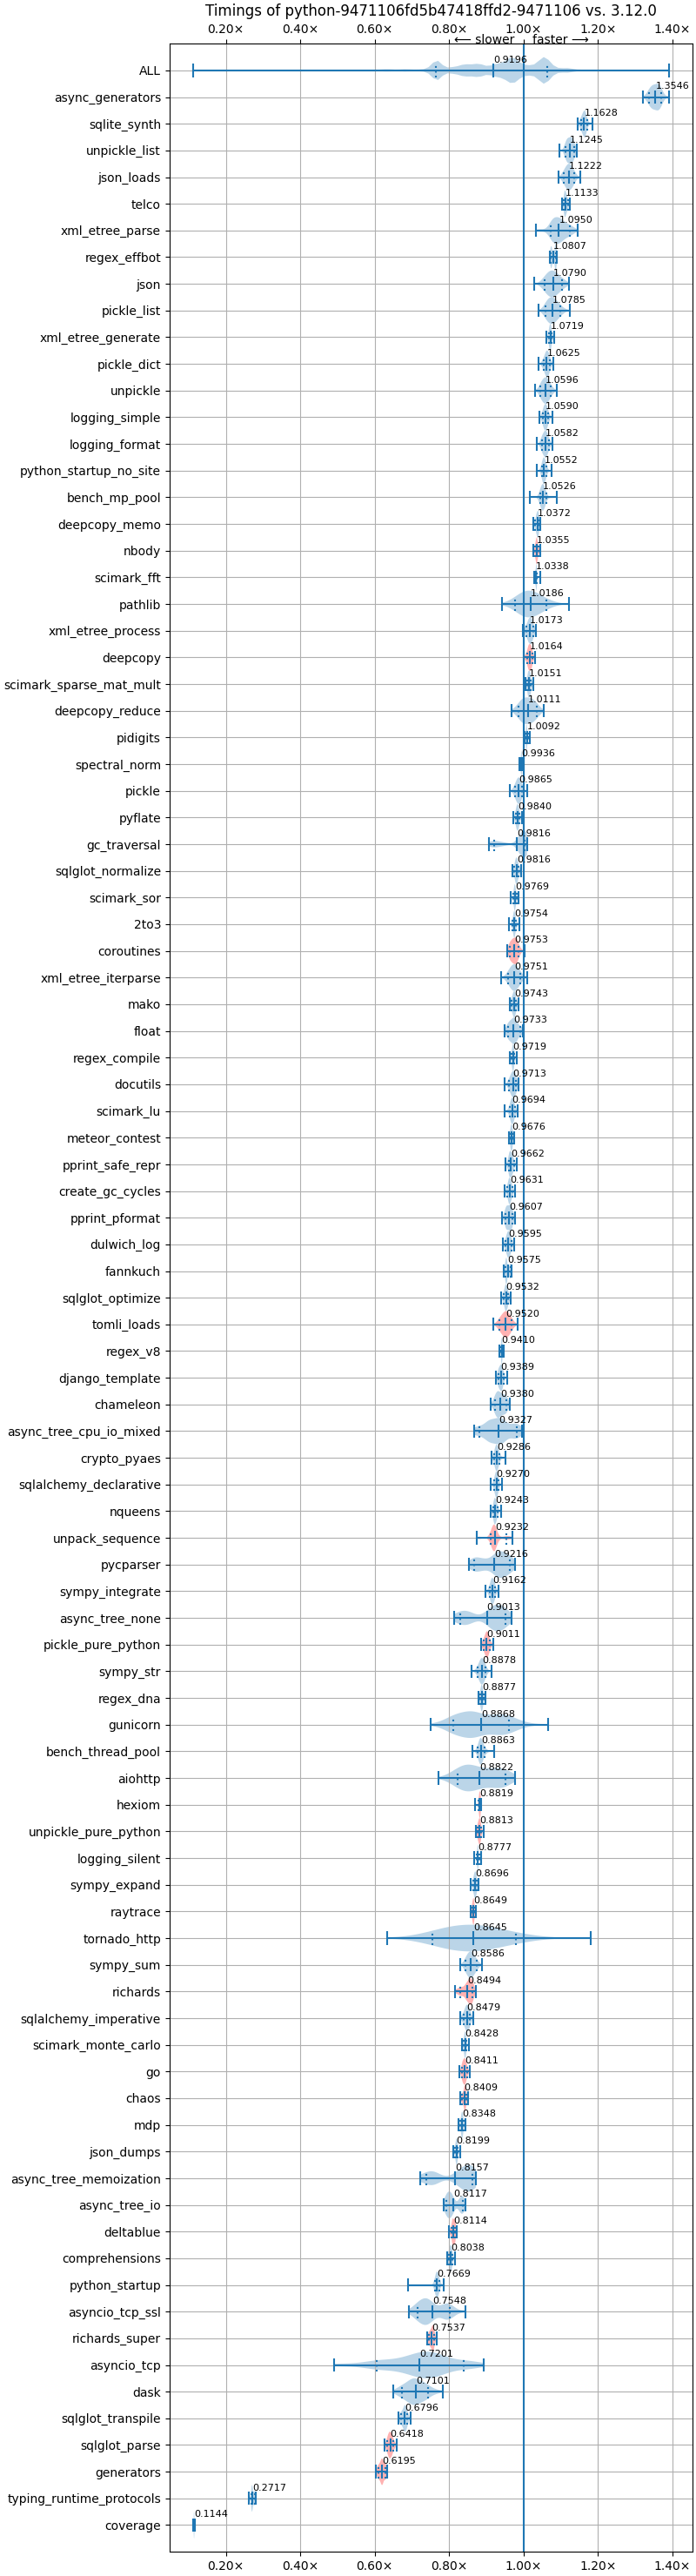 Timings of python-9471106fd5b47418ffd2-9471106 vs. 3.12.0
0.20× 0.40× 0.60× 0.80× 1.00× 1.20× 1.40×
⟵ slower faster ⟶
ALL 0.9196
async_generators 1.3546
sqlite_synth 1.1628
unpickle_list 1.1245
json_loads 1.1222
telco 1.1133
xml_etree_parse 1.0950
regex_effbot 1.0807
json 1.0790
pickle_list 1.0785
xml_etree_generate 1.0719
pickle_dict 1.0625
unpickle 1.0596
logging_simple 1.0590
logging_format 1.0582
python_startup_no_site 1.0552
bench_mp_pool 1.0526
deepcopy_memo 1.0372
nbody 1.0355
scimark_fft 1.0338
pathlib 1.0186
xml_etree_process 1.0173
deepcopy 1.0164
scimark_sparse_mat_mult 1.0151
deepcopy_reduce 1.0111
pidigits 1.0092
spectral_norm 0.9936
pickle 0.9865
pyflate 0.9840
gc_traversal 0.9816
sqlglot_normalize 0.9816
scimark_sor 0.9769
2to3 0.9754
coroutines 0.9753
xml_etree_iterparse 0.9751
mako 0.9743
float 0.9733
regex_compile 0.9719
docutils 0.9713
scimark_lu 0.9694
meteor_contest 0.9676
pprint_safe_repr 0.9662
create_gc_cycles 0.9631
pprint_pformat 0.9607
dulwich_log 0.9595
fannkuch 0.9575
sqlglot_optimize 0.9532
tomli_loads 0.9520
regex_v8 0.9410
django_template 0.9389
chameleon 0.9380
async_tree_cpu_io_mixed 0.9327
crypto_pyaes 0.9286
sqlalchemy_declarative 0.9270
nqueens 0.9243
unpack_sequence 0.9232
pycparser 0.9216
sympy_integrate 0.9162
async_tree_none 0.9013
pickle_pure_python 0.9011
sympy_str 0.8878
regex_dna 0.8877
gunicorn 0.8868
bench_thread_pool 0.8863
aiohttp 0.8822
hexiom 0.8819
unpickle_pure_python 0.8813
logging_silent 0.8777
sympy_expand 0.8696
raytrace 0.8649
tornado_http 0.8645
sympy_sum 0.8586
richards 0.8494
sqlalchemy_imperative 0.8479
scimark_monte_carlo 0.8428
go 0.8411
chaos 0.8409
mdp 0.8348
json_dumps 0.8199
async_tree_memoization 0.8157
async_tree_io 0.8117
deltablue 0.8114
comprehensions 0.8038
python_startup 0.7669
asyncio_tcp_ssl 0.7548
richards_super 0.7537
asyncio_tcp 0.7201
dask 0.7101
sqlglot_transpile 0.6796
sqlglot_parse 0.6418
generators 0.6195
typing_runtime_protocols 0.2717
coverage 0.1144
0.20× 0.40× 0.60× 0.80× 1.00× 1.20× 1.40×